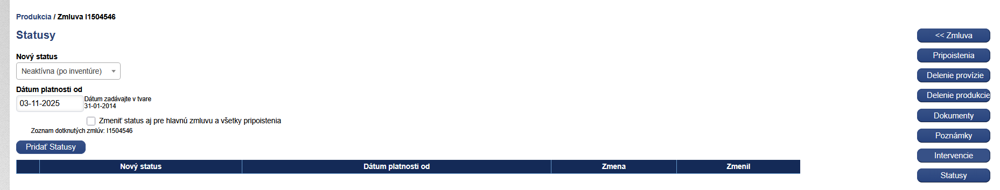 Produkcia / Zmluva I1504546
Statusy
Nový status
Neaktívna (po inventúre)
Dátum platnosti od
03-11-2025
Dátum zadávajte v tvare
31-01-2014
Zmeniť status aj pre hlavnú zmluvu a všetky pripoistenia
Zoznam dotknutých zmlúv: I1504546
Pridať Statusy
Nový status Dátum platnosti od Zmena Zmenil
<< Zmluva
Pripoistenia
Delenie provízie
Delenie produkcie
Dokumenty
Poznámky
Intervencie
Statusy